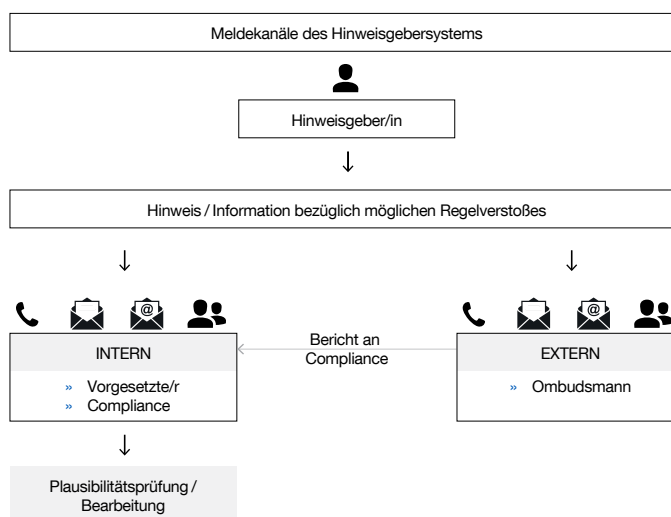 Meldekanäle des Hinweisgebersystems
Hinweisgeber/in
Hinweis / Information bezüglich möglichen Regelverstoßes
@
@
INTERN
» Vorgesetzte/r
» Compliance
Bericht an
Compliance
EXTERN
» Ombudsmann
Plausibilitätsprüfung /
Bearbeitung